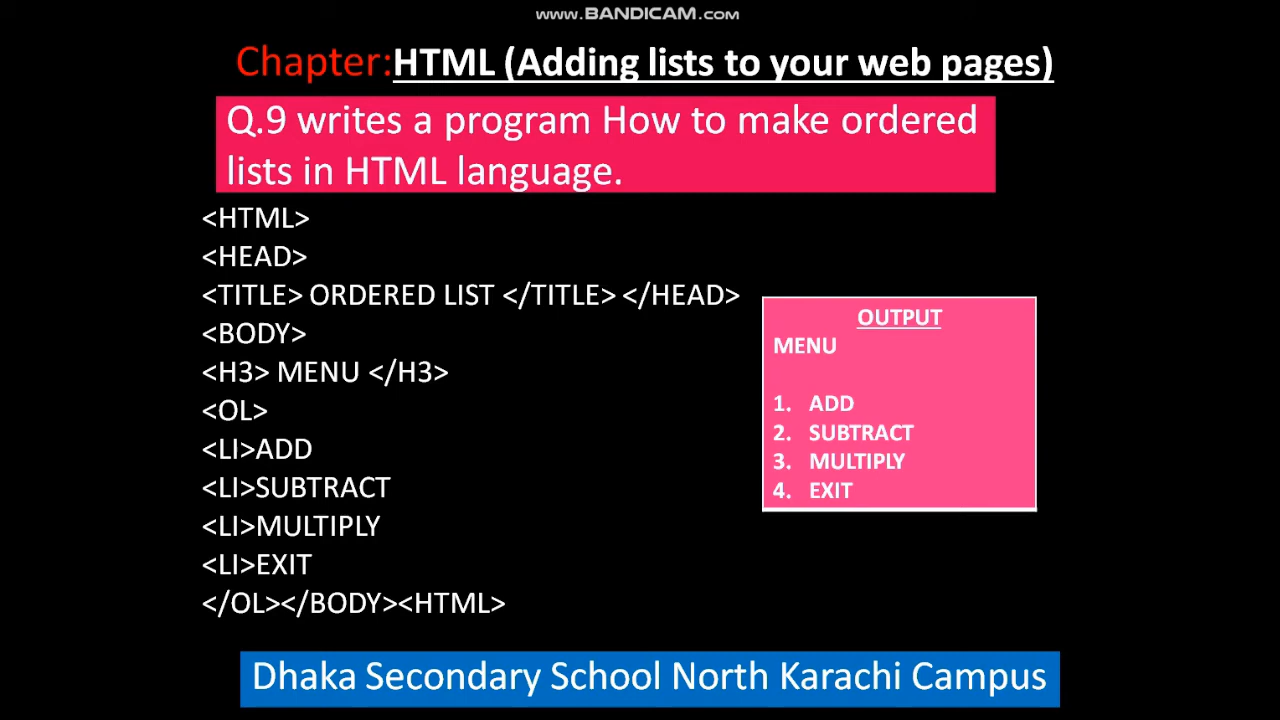 www.BANDICAM.com
Chapter:HTML (Adding lists to your web pages)
Q.9 writes a program How to make ordered
lists in HTML language.
<HTML>
<HEAD>
<TITLE> ORDERED LIST </TITLE> </HEAD>
<BODY>
<H3> MENU </H3>
<OL>
<LI>ADD
<LI>SUBTRACT
<LI>MULTIPLY
<LI>EXIT
</OL></BODY><HTML>
OUTPUT
MENU
1. ADD
2. SUBTRACT
3. MULTIPLY
4. EXIT
Dhaka Secondary School North Karachi Campus